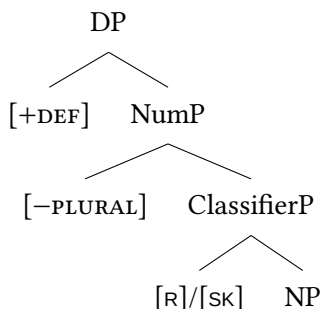 DP
[+DEF] NumP
[−PLURAL] ClassifierP
[R]/[SK] NP